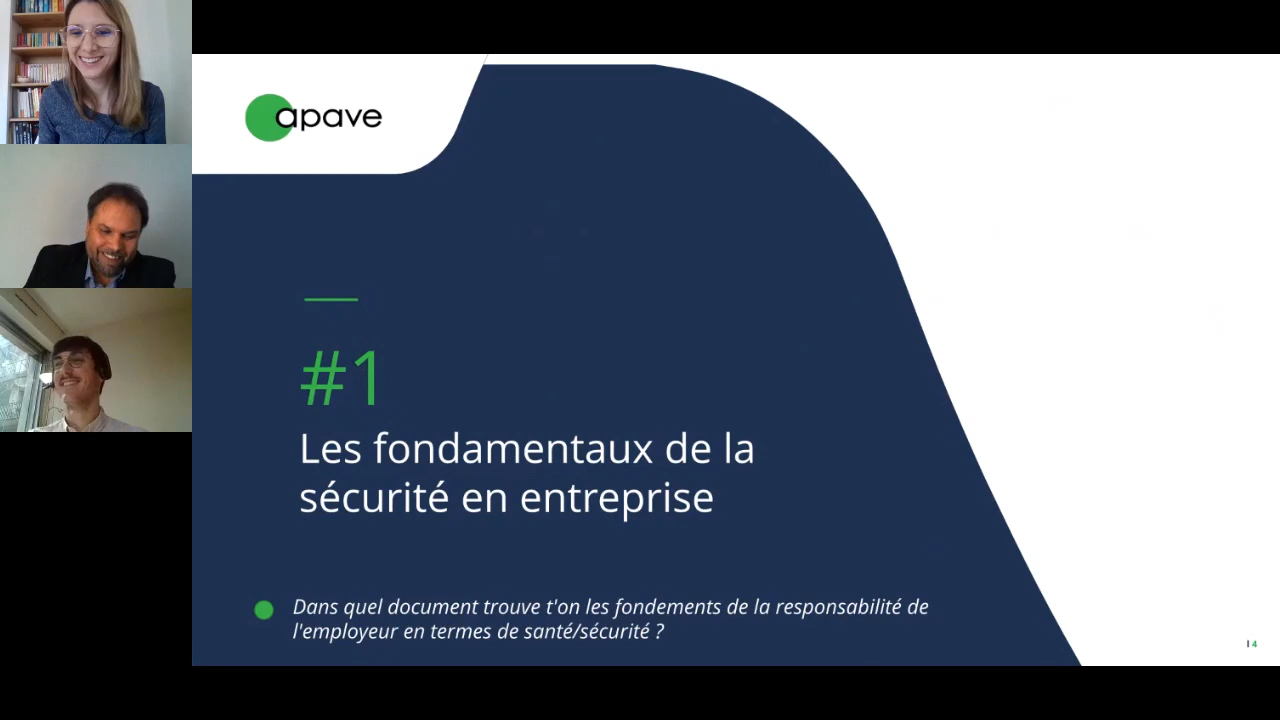 apave
#1
Les fondamentaux de la
sécurité en entreprise
Dans quel document trouve t'on les fondements de la responsabilité de
l'employeur en termes de santé/sécurité ?
I 4